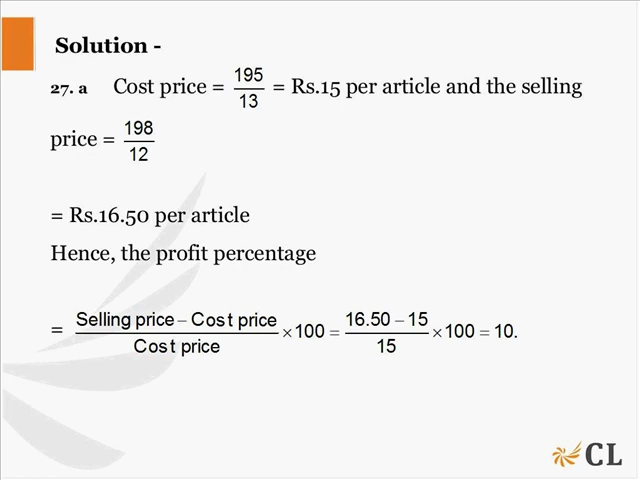 Solution -
27. a Cost price = 195/13 = Rs.15 per article and the selling
price = 198/12
= Rs.16.50 per article
Hence, the profit percentage
= Selling price – Cost price/Cost price ×100 = 16.50 – 15/15 ×100 = 10.
CL